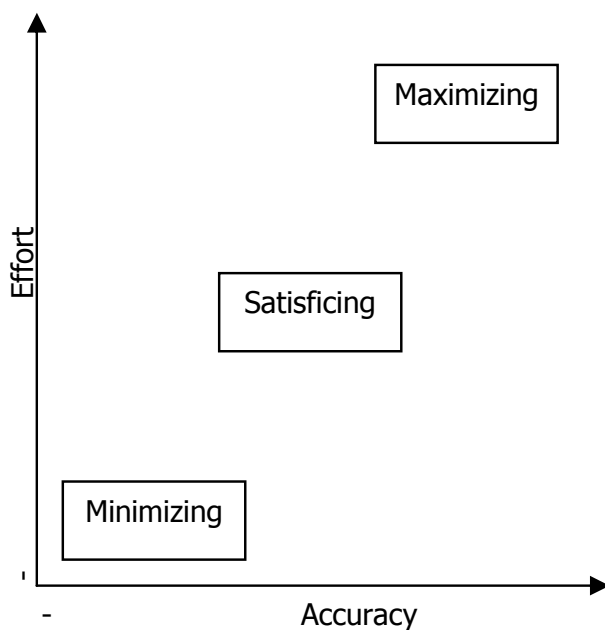 Maximizing
Effort
Satisficing
Minimizing
-
-
Accuracy